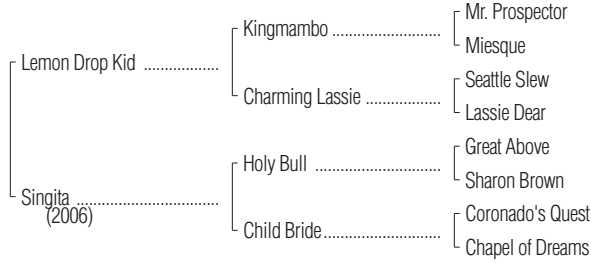 Mr. Prospector
Kingmambo ......................
Miesque
Lemon Drop Kid ...............
Seattle Slew
Charming Lassie ...............
Lassie Dear
Great Above
Holy Bull .........................
Sharon Brown
Singita .............................
(2006)
Coronado's Quest
Child Bride........................
Chapel of Dreams